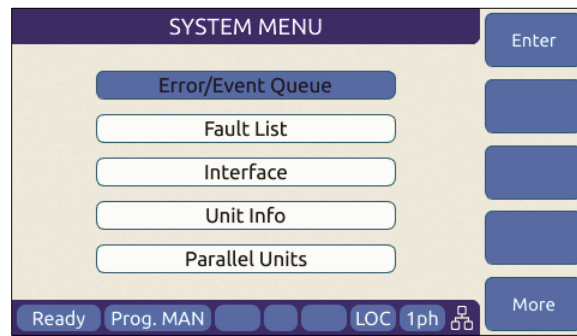 SYSTEM MENU
Enter
Error/Event Queue
Fault List
Interface
Unit Info
Parallel Units
More
Ready Prog. MAN LOC 1ph